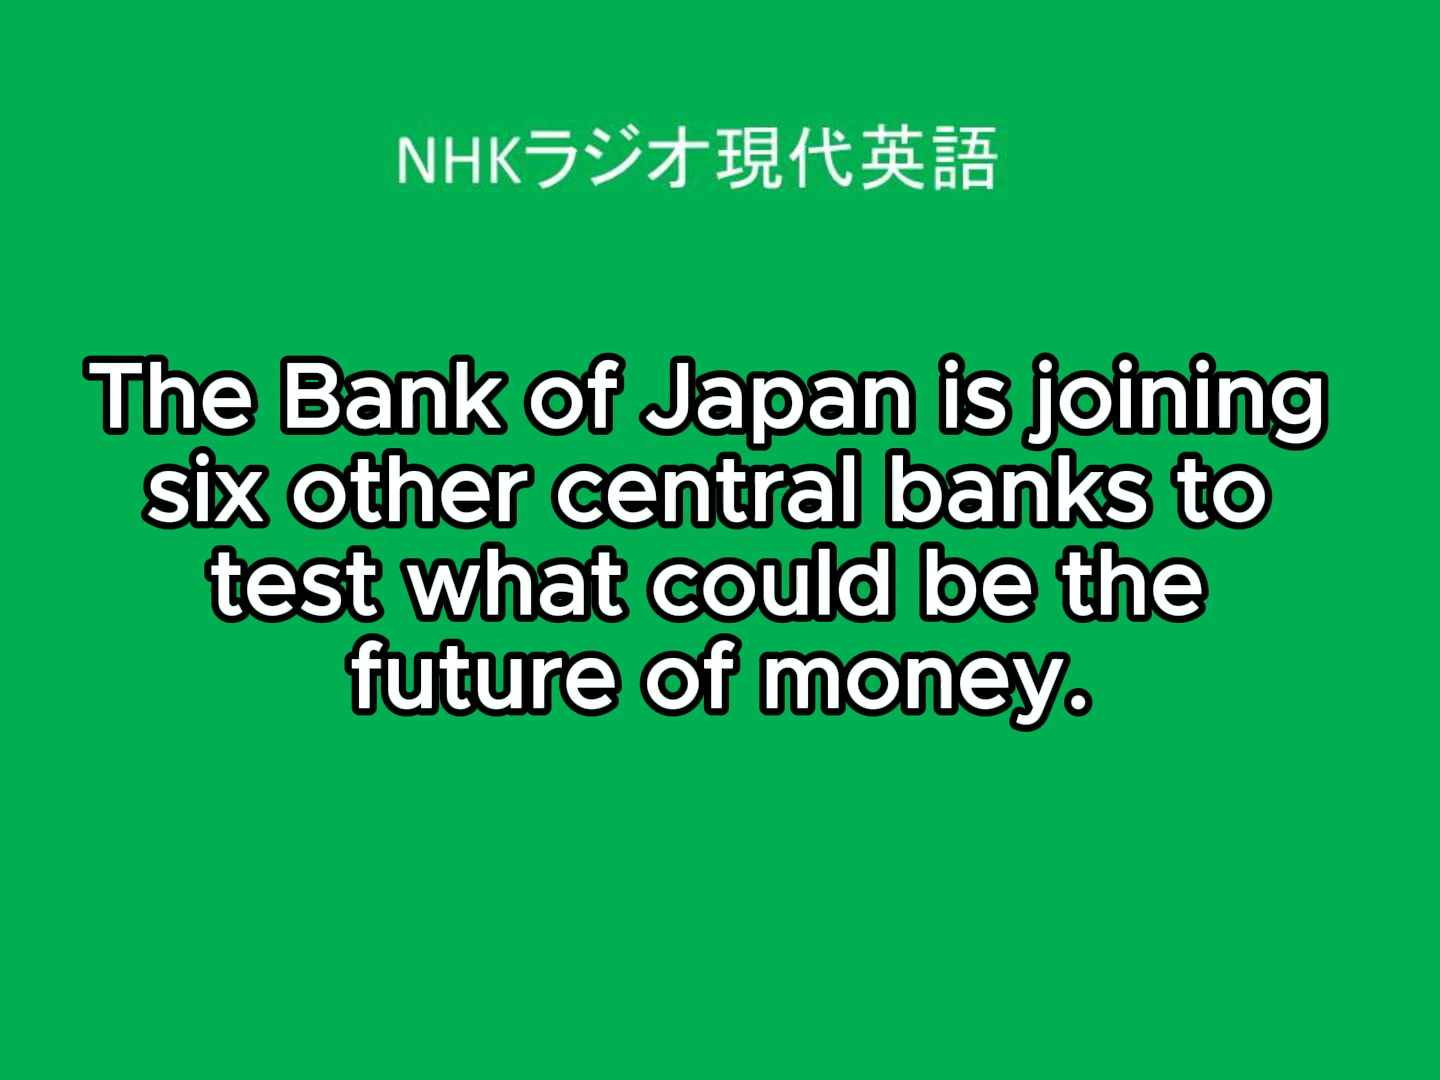 NHKラジオ現代英語
The Bank of Japan is joining
six other central banks to
test what could be the
future of money.